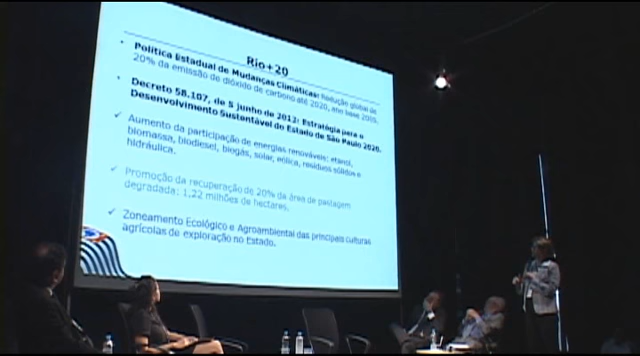 Rio+20
• Política Estadual de Mudanças Climáticas: Redução global de
20% da emissão de dióxido de carbono até 2020, ano base 2005.
• Decreto 58.107, de 5 junho de 2012: Estratégia para o
Desenvolvimento Sustentável do Estado de São Paulo 2020.
✓ Aumento da participação de energias renováveis: etanol,
biomassa, biodiesel, biogás, solar, eólica, resíduos sólidos e
hidráulica.
✓ Promoção da recuperação de 20% da área de pastagem
degradada: 1,22 milhões de hectares.
✓ Zoneamento Ecológico e Agroambiental das principais culturas
agrícolas de exploração no Estado.